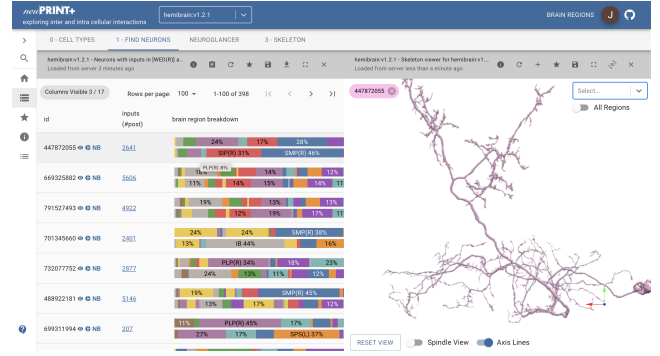 neuPRINT+
exploring inter and intra cellular interactions
hemibrain:v1.2.1
BRAIN REGIONS
J
0 - CELL TYPES
1 - FIND NEURONS
NEUROGLANCER
3 - SKELETON
hemibrain:v1.2.1 - Neurons with inputs in [WED(R)] a...
Loaded from server 3 minutes ago
hemibrain:v1.2.1 - Skeleton viewer for hemibrain:v1....
Loaded from server less than a minute ago
Columns Visible 3 / 17
Rows per page: 100
1-100 of 398
447872055
Select...
All Regions
id
inputs
(#post)
brain region breakdown
447872055 NB
2641
24% 17% 28%
SIP(R) 31% SMP(R) 46%
PLP(R) 8%
669325882 NB
5606
18% 14% 12%
11% 14% 15% 14% 11
791527493 NB
4922
19% 13% 13%
12% 19% 17% 11
701345660 NB
2401
24% 24% SMP(R) 38%
13% IB 44% 16%
732077752 NB
2877
PLP(R) 34% 18% 23%
24% 13% 11% 12%
488922181 NB
5146
19% SMP(R) 45%
13% 17% 12%
699311994 NB
207
11% PLP(R) 45% 17%
27% 17% SPS(L) 37%
RESET VIEW
Spindle View
Axis Lines